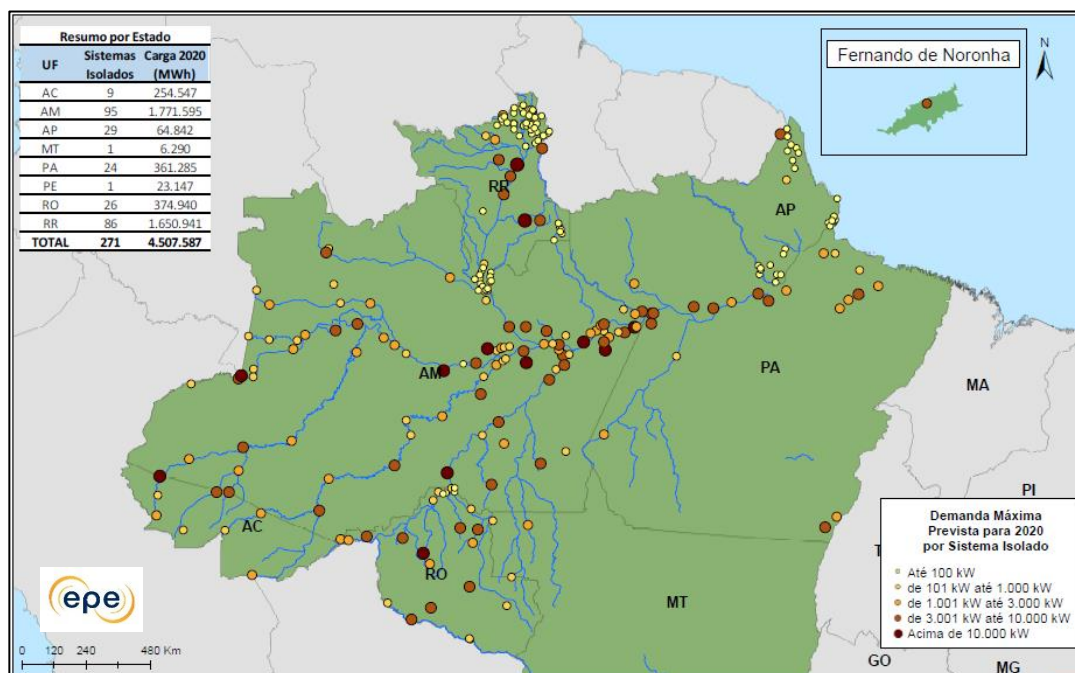 Resumo por Estado
UF Sistemas Isolados Carga 2020 (MWh)
AC 9 254.547
AM 95 1.771.595
AP 29 64.842
MT 1 6.290
PA 24 361.285
PE 1 23.147
RO 26 374.940
RR 86 1.650.941
TOTAL 271 4.507.587
Fernando de Noronha
N
RR
AP
AM
PA
MA
PI
AC
RO
MT
T
GO
MG
Demanda Máxima
Prevista para 2020
por Sistema Isolado
Até 100 kW
de 101 kW até 1.000 kW
de 1.001 kW até 3.000 kW
de 3.001 kW até 10.000 kW
Acima de 10.000 kW
epe
0 120 240 480 Km